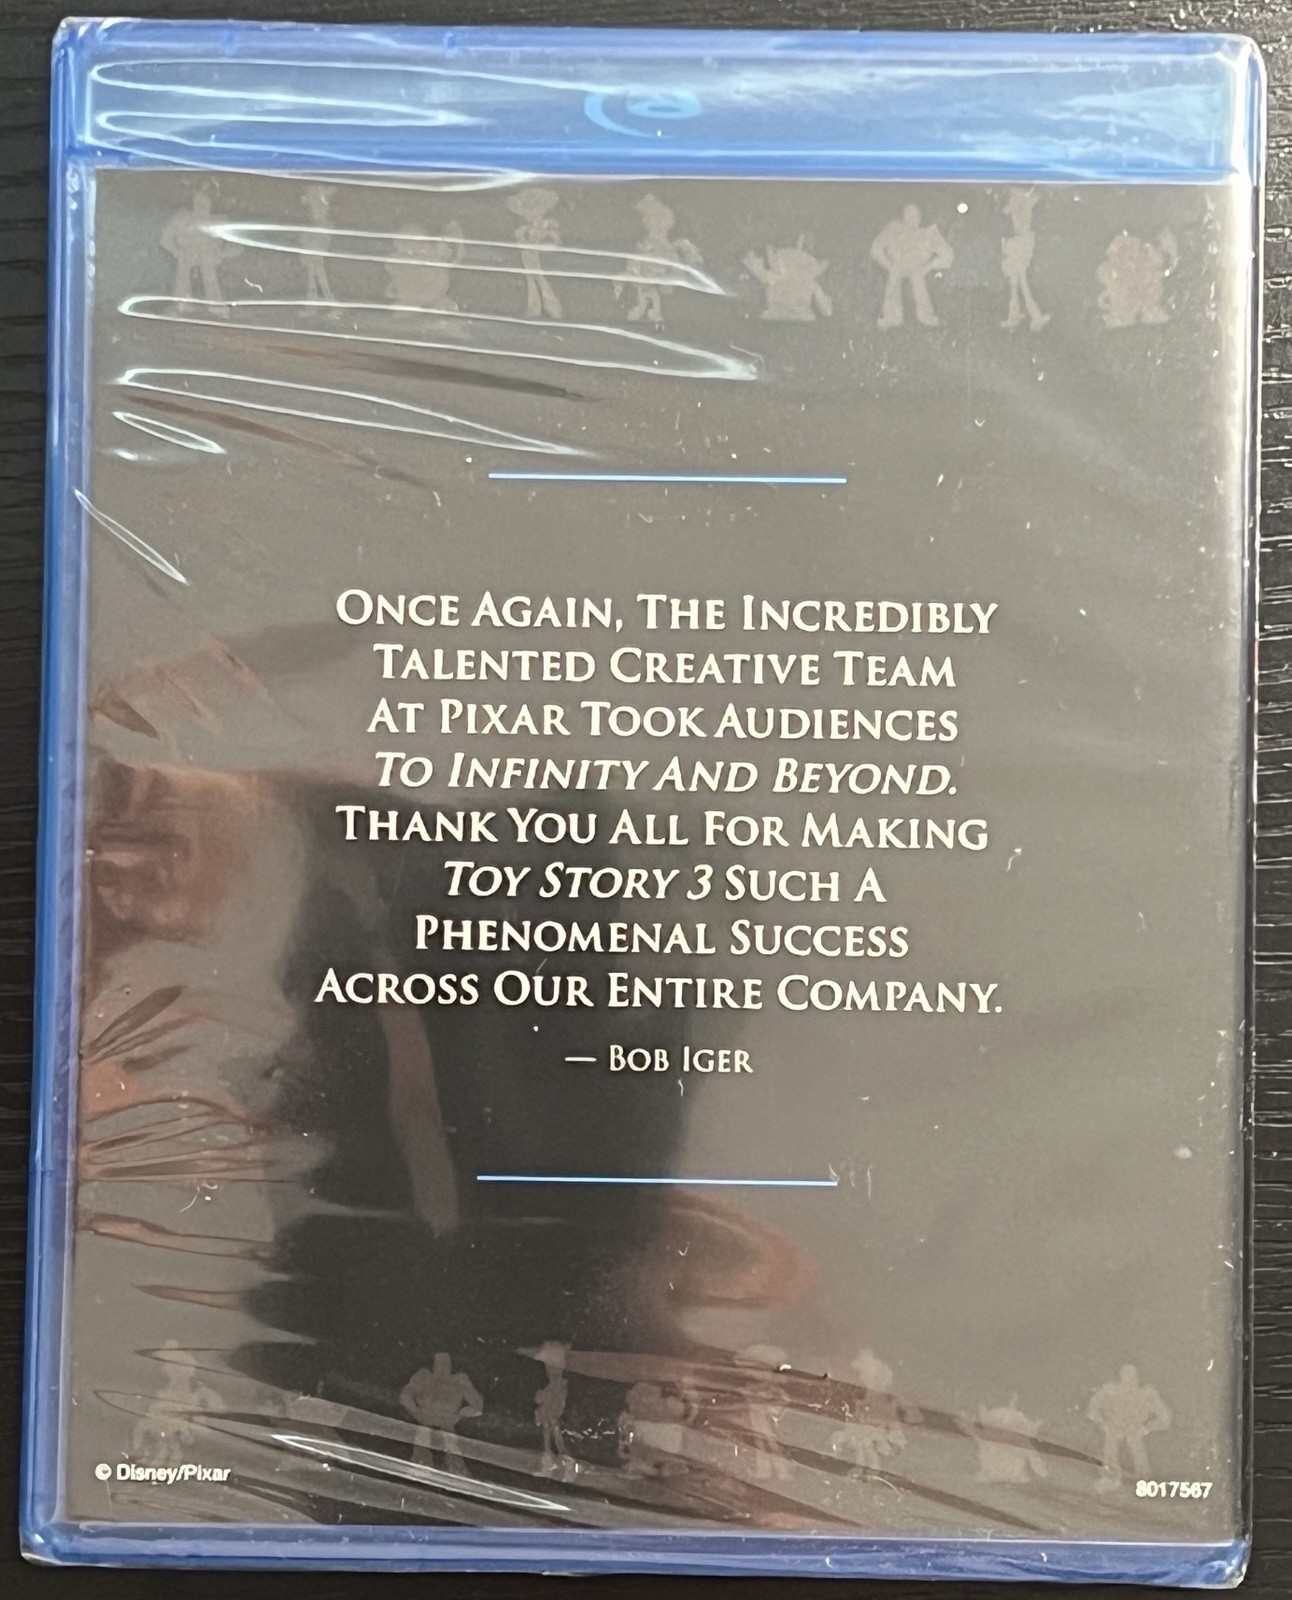 Once Again, The Incredibly
Talented Creative Team
At Pixar Took Audiences
To Infinity And Beyond.
Thank You All For Making
Toy Story 3 Such A
Phenomenal Success
Across Our Entire Company.
— Bob Iger
© Disney/Pixar
8017567